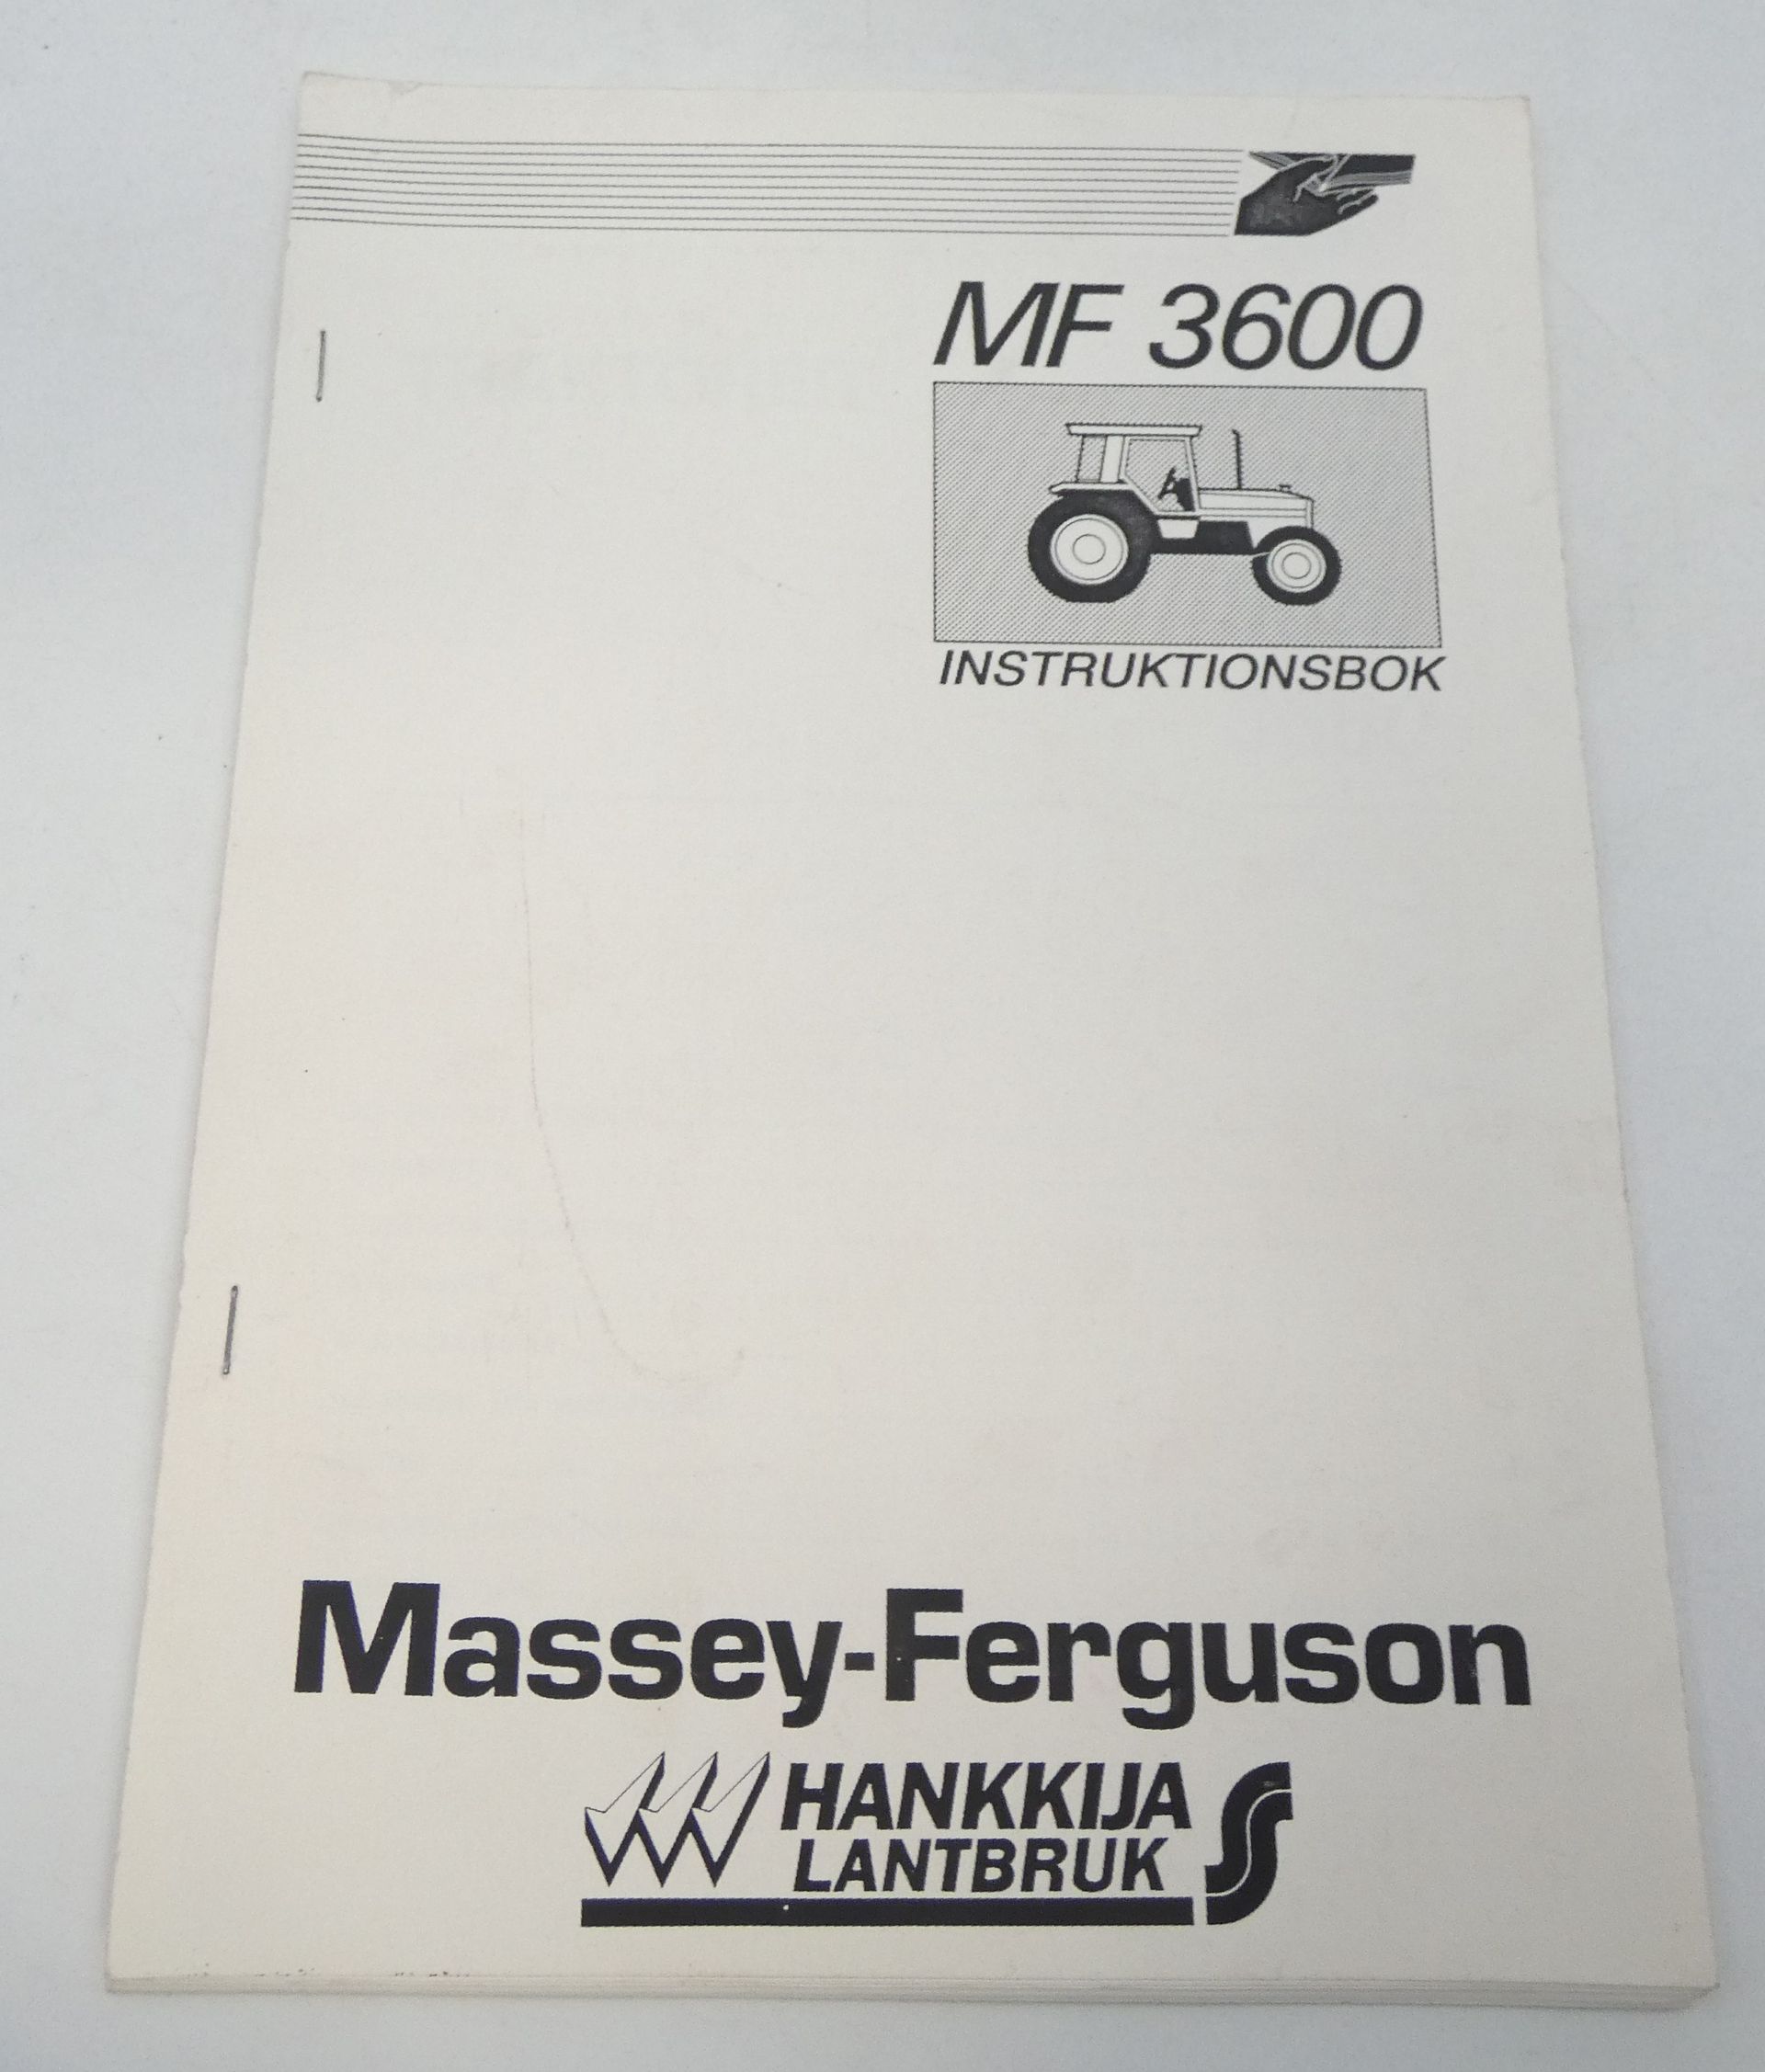 MF 3600
INSTRUKTIONSBOK
Massey-Ferguson
HANKKIJA
LANTBRUK